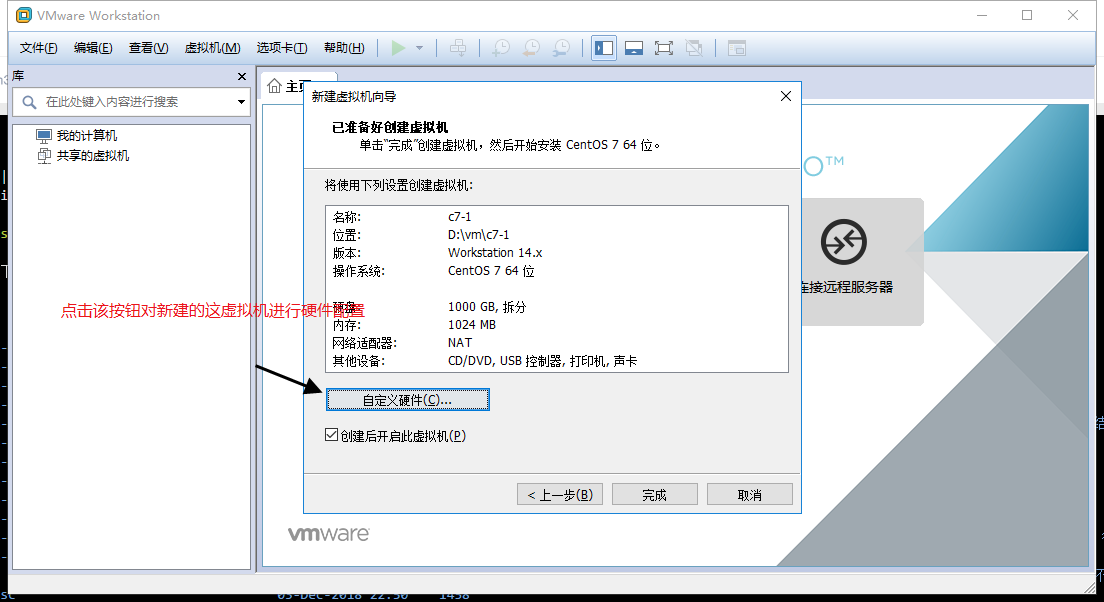 VMware Workstation
文件(F) 编辑(E) 查看(V) 虚拟机(M) 选项卡(T) 帮助(H)
库
在此处键入内容进行搜索
我的计算机
共享的虚拟机
主页
新建虚拟机向导
已准备好创建虚拟机
单击"完成"创建虚拟机，然后开始安装 CentOS 7 64 位。
将使用下列设置创建虚拟机:
名称: c7-1
位置: D:\vm\c7-1
版本: Workstation 14.x
操作系统: CentOS 7 64 位
硬盘: 1000 GB, 拆分
内存: 1024 MB
网络适配器: NAT
其他设备: CD/DVD, USB 控制器, 打印机, 声卡
点击该按钮对新建的这虚拟机进行硬件配置
自定义硬件(C)...
创建后开启此虚拟机(P)
< 上一步(B) 完成 取消
TM
连接远程服务器
vmware
03-Dec-2018 22:50 1458